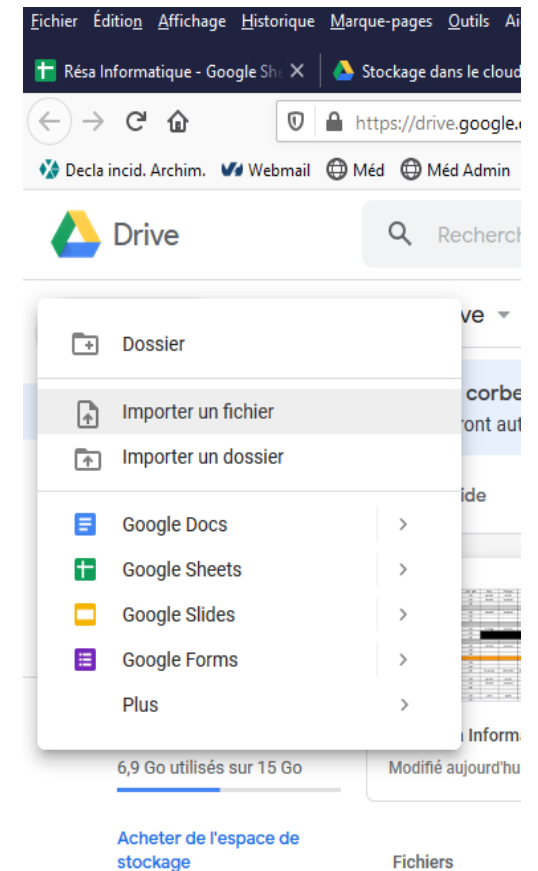 Fichier Édition Affichage Historique Marque-pages Outils Ai
Résa Informatique - Google She
Stockage dans le cloud
https://drive.google.
Decla incid. Archim. Webmail Méd Méd Admin
Drive
Recherch
ve
Dossier
corbe
Importer un fichier
ront aut
Importer un dossier
ide
Google Docs
Google Sheets
Google Slides
Google Forms
Plus
Inform
6,9 Go utilisés sur 15 Go
Modifié aujourd'hu
Acheter de l'espace de
stockage
Fichiers